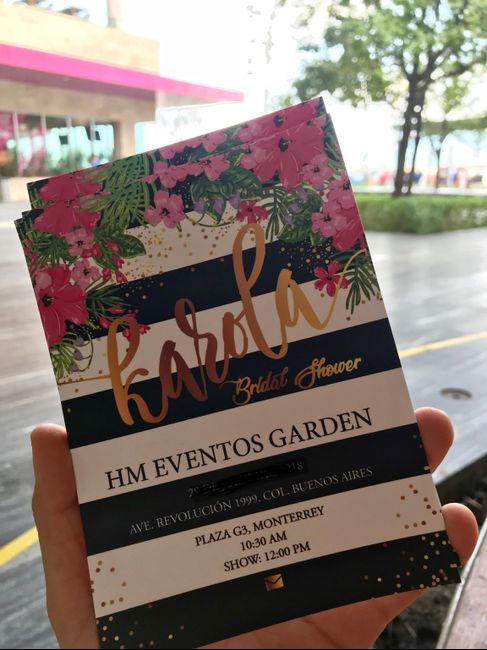 karola
Bridal Shower
HM EVENTOS GARDEN
AVE. REVOLUCIÓN 1999, COL. BUENOS AIRES
PLAZA G3, MONTERREY
10:30 AM
SHOW: 12:00 PM